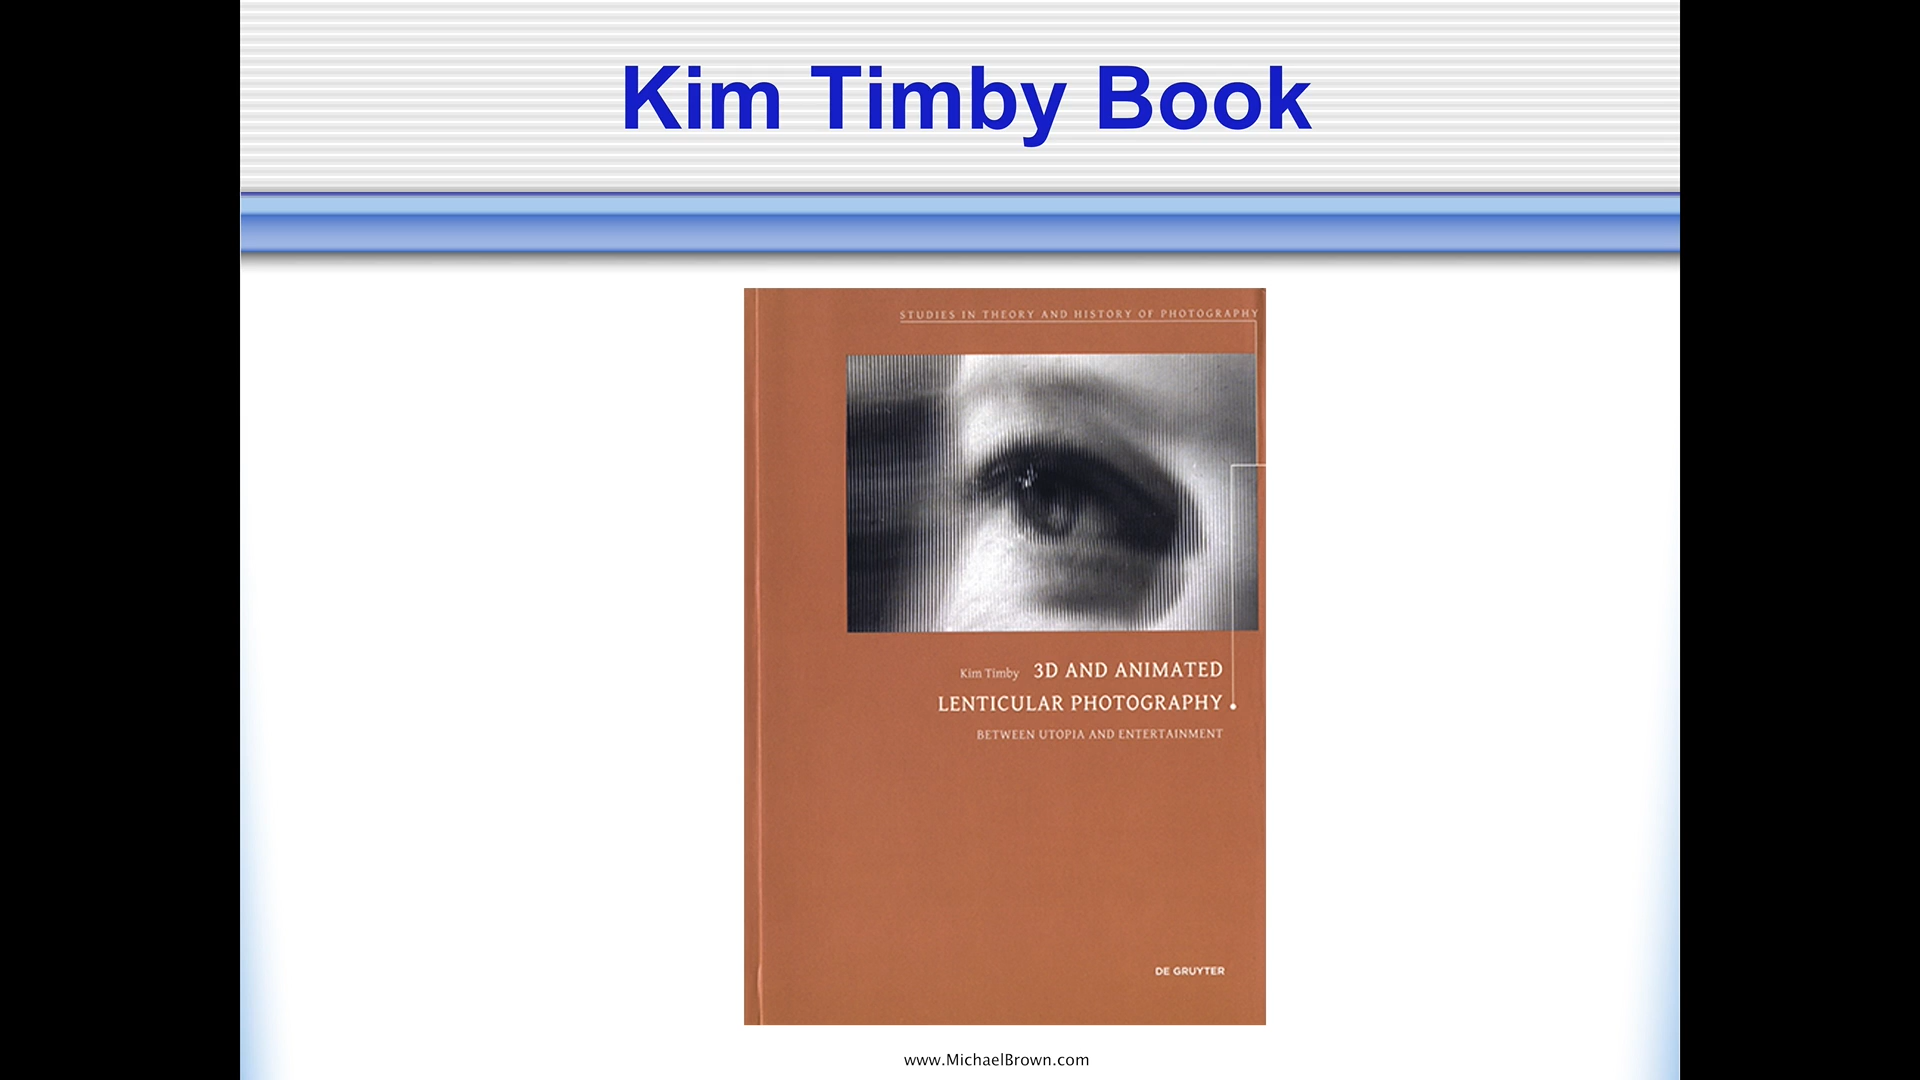 Kim Timby Book
STUDIES IN THEORY AND HISTORY OF PHOTOGRAPHY
Kim Timby 3D AND ANIMATED
LENTICULAR PHOTOGRAPHY
BETWEEN UTOPIA AND ENTERTAINMENT
DE GRUYTER
www.MichaelBrown.com